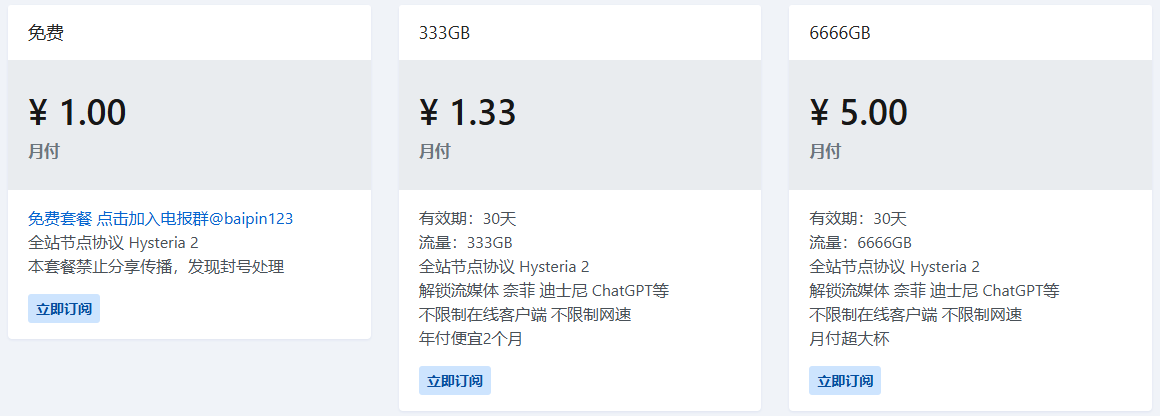 免费
¥ 1.00
月付
免费套餐 点击加入电报群@baipin123
全站节点协议 Hysteria 2
本套餐禁止分享传播，发现封号处理
立即订阅
333GB
¥ 1.33
月付
有效期：30天
流量：333GB
全站节点协议 Hysteria 2
解锁流媒体 奈菲 迪士尼 ChatGPT等
不限制在线客户端 不限制网速
年付便宜2个月
立即订阅
6666GB
¥ 5.00
月付
有效期：30天
流量：6666GB
全站节点协议 Hysteria 2
解锁流媒体 奈菲 迪士尼 ChatGPT等
不限制在线客户端 不限制网速
月付超大杯
立即订阅